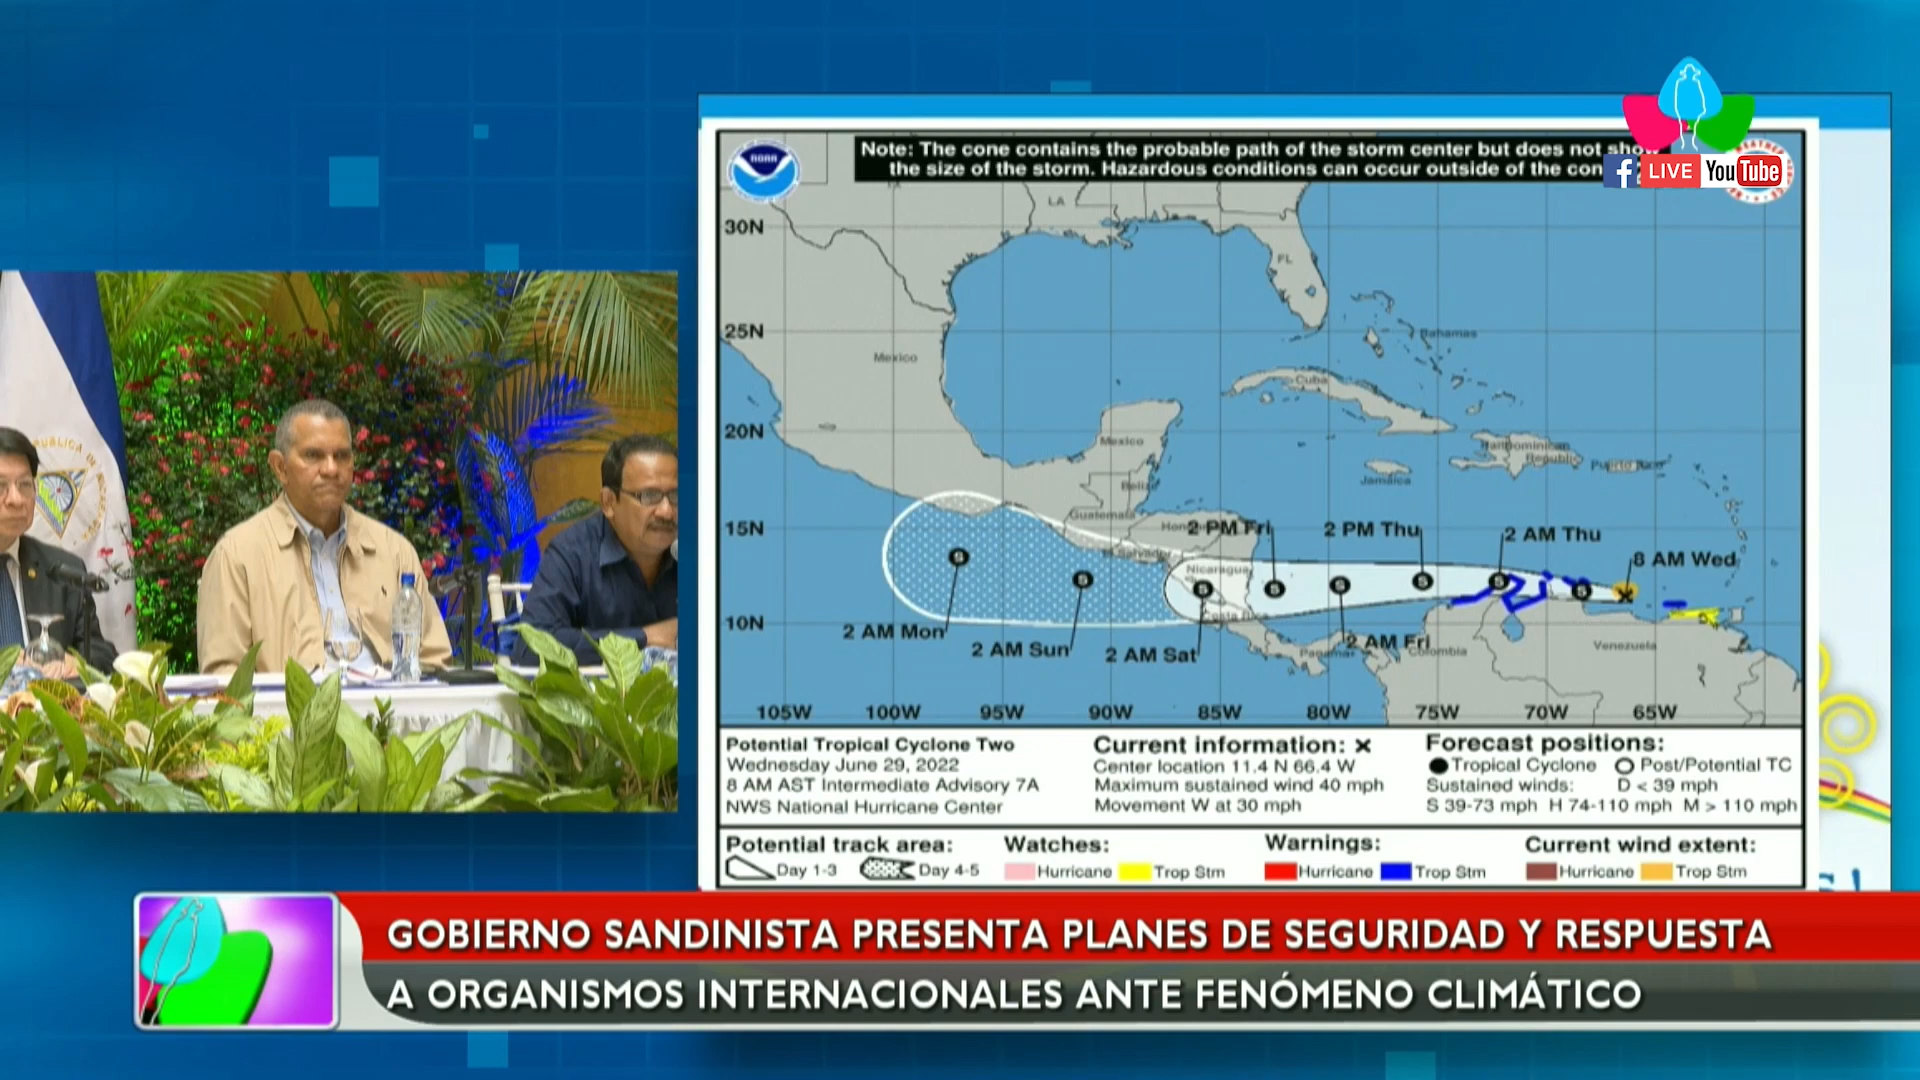 Note: The cone contains the probable path of the storm center but does not show
the size of the storm. Hazardous conditions can occur outside of the con
NOAA
LIVE YouTube
LA
30N
FL
25N
Bahamas
Mexico
Cuba
20N
Mexico
Puerto Rico
Jamaica
Belize
15N
Guatemala
2 PM Fri
2 PM Thu
2 AM Thu
8 AM Wed
El Salvador
Nicaragua
Costa Rica
10N
2 AM Mon
2 AM Sun
2 AM Sat
2 AM Fri
Panama
Colombia
Venezuela
105W 100W 95W 90W 85W 80W 75W 70W 65W
Potential Tropical Cyclone Two
Wednesday June 29, 2022
8 AM AST Intermediate Advisory 7A
NWS National Hurricane Center
Current information: x
Center location 11.4 N 66.4 W
Maximum sustained wind 40 mph
Movement W at 30 mph
Forecast positions:
Tropical Cyclone Post/Potential TC
Sustained winds: D < 39 mph
S 39-73 mph H 74-110 mph M > 110 mph
Potential track area:
Day 1-3 Day 4-5
Watches:
Hurricane Trop Stm
Warnings:
Hurricane Trop Stm
Current wind extent:
Hurricane Trop Stm
GOBIERNO SANDINISTA PRESENTA PLANES DE SEGURIDAD Y RESPUESTA
A ORGANISMOS INTERNACIONALES ANTE FENÓMENO CLIMÁTICO